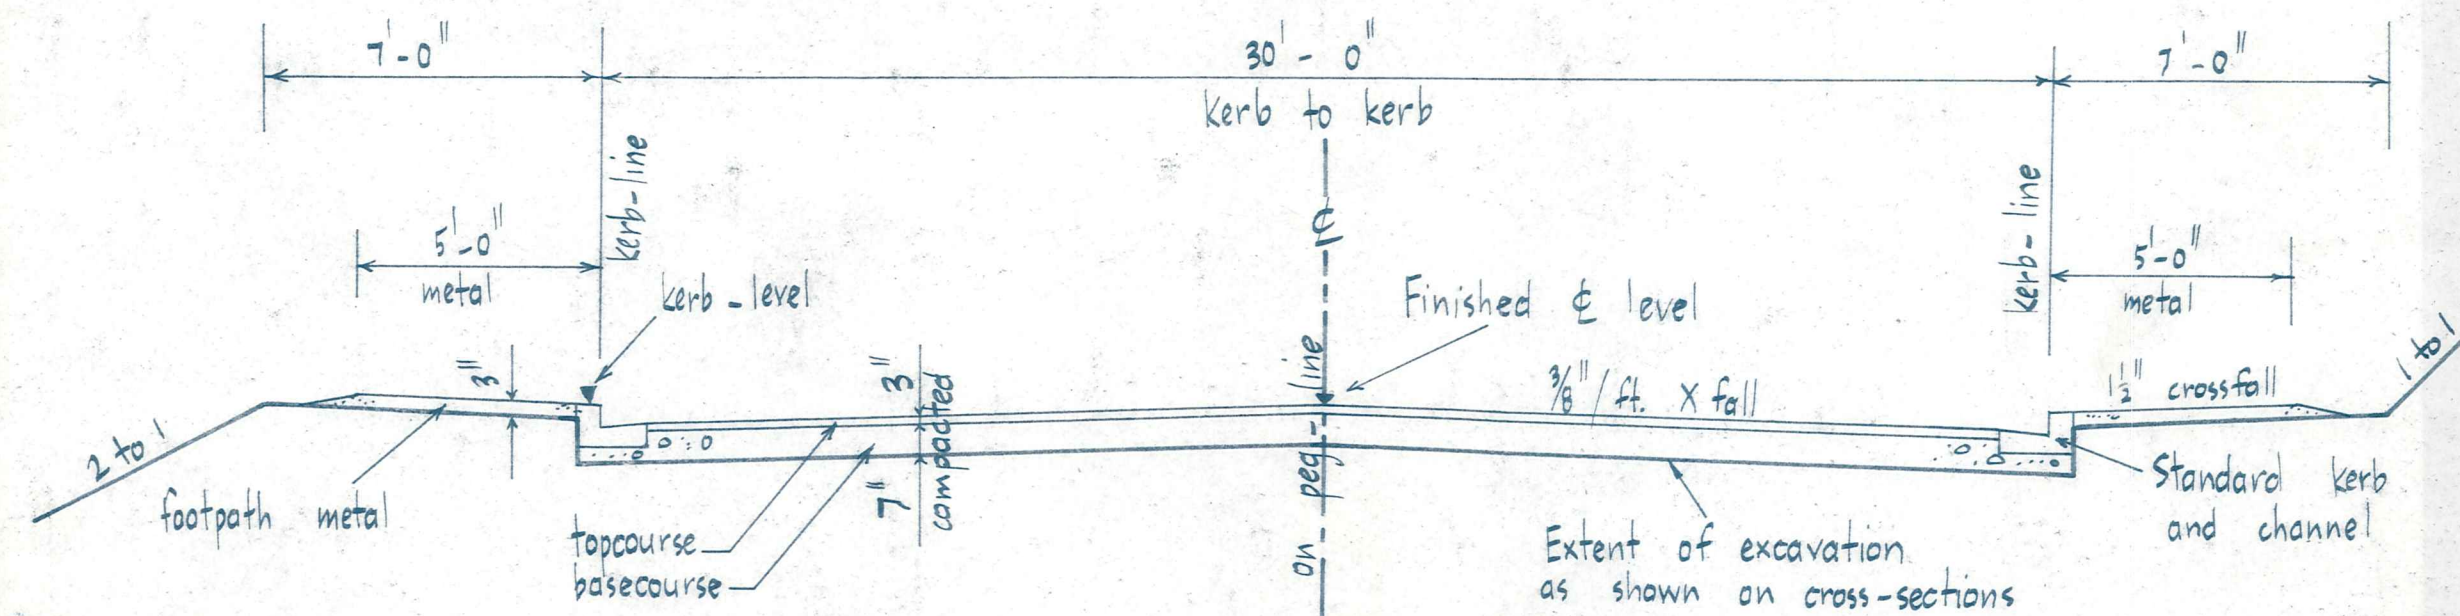 7'-0"
30' - 0"
7'-0"
kerb to kerb
kerb-line
kerb-line
5'-0"
metal
5'-0"
metal
kerb-level
Finished ℄ level
3"
3"
7"
compacted
3/8" / ft. X fall
1½" crossfall
2 to 1
1 to 1
on peg-line
footpath metal
topcourse
basecourse
Extent of excavation
as shown on cross-sections
Standard kerb
and channel